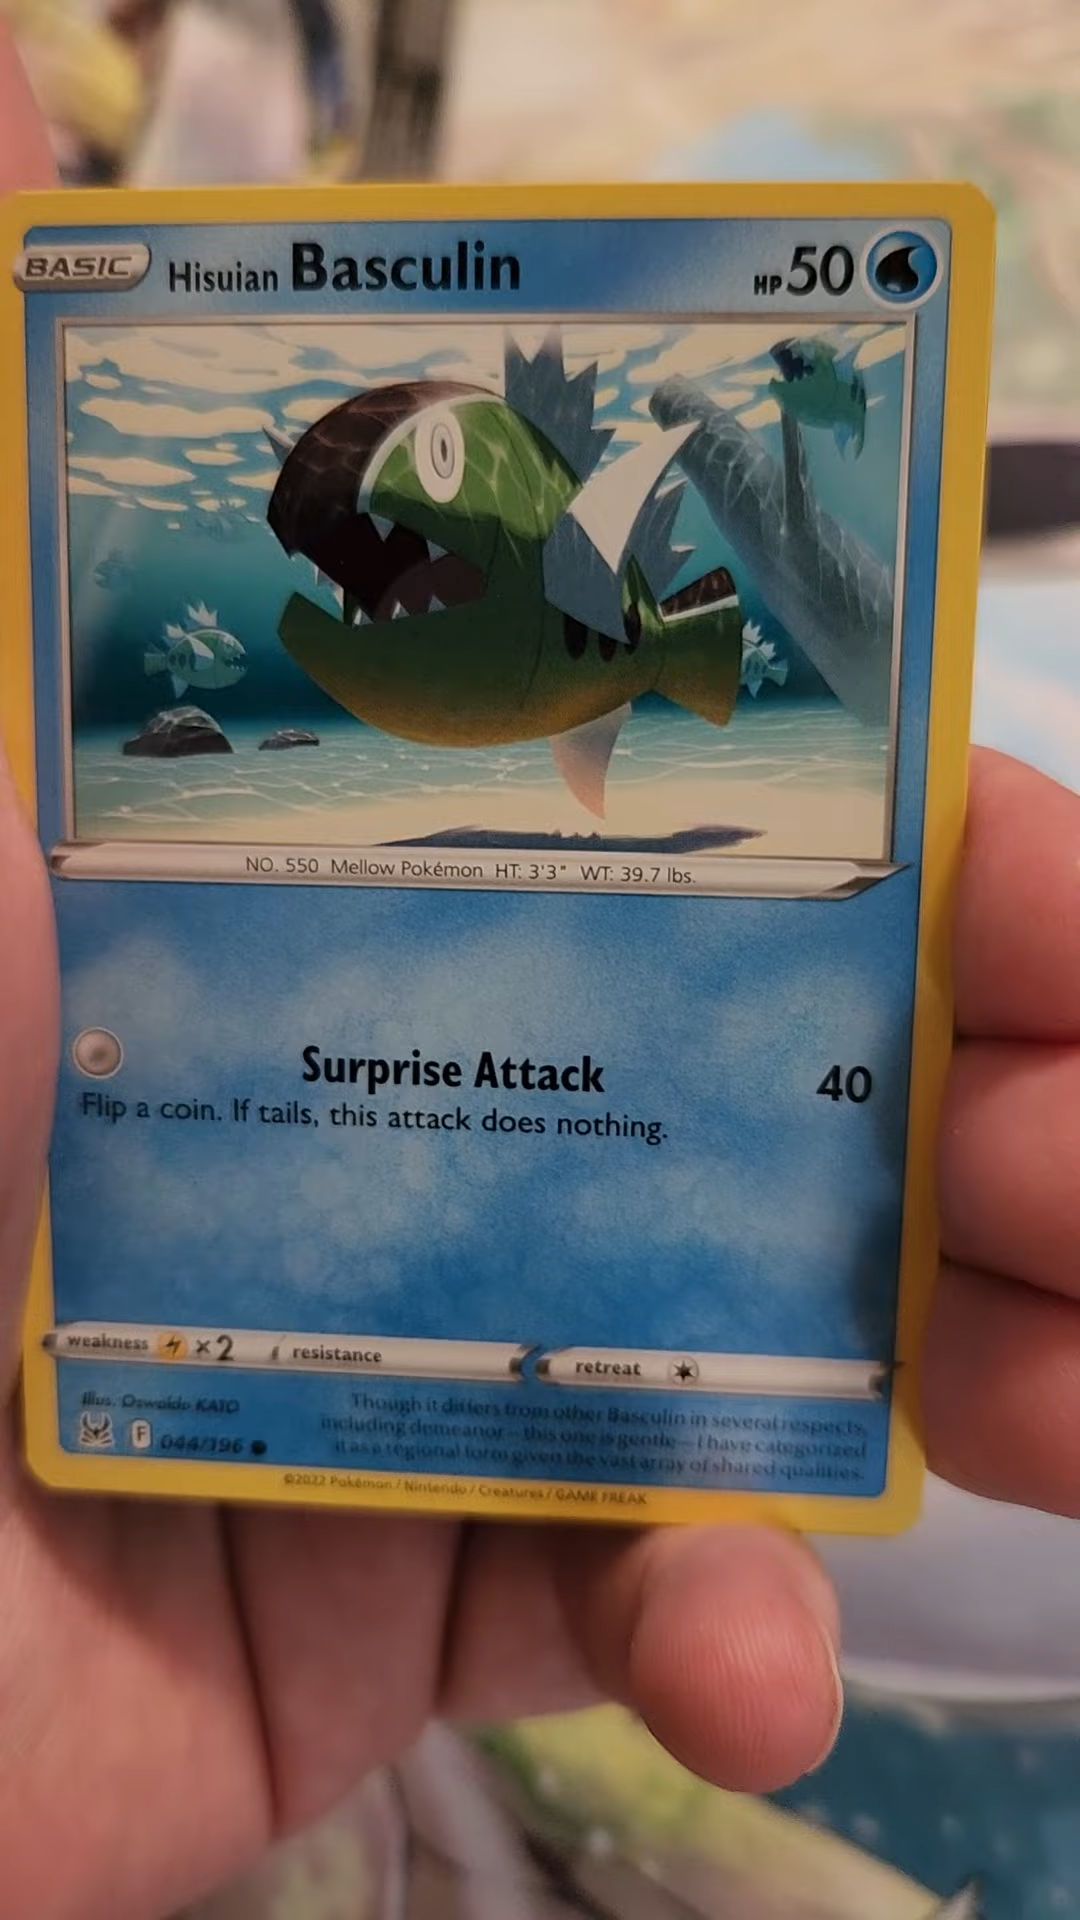 BASIC Hisuian Basculin HP 50
NO. 550 Mellow Pokémon HT: 3'3" WT: 39.7 lbs.
Surprise Attack 40
Flip a coin. If tails, this attack does nothing.
weakness ×2 resistance retreat
Illus. Oswaldo KATO
Though it differs from other Basculin in several respects,
including demeanor—this one is gentle—I have categorized
it as a regional form given the vast array of shared qualities.
F 044/196
©2022 Pokémon / Nintendo / Creatures / GAME FREAK